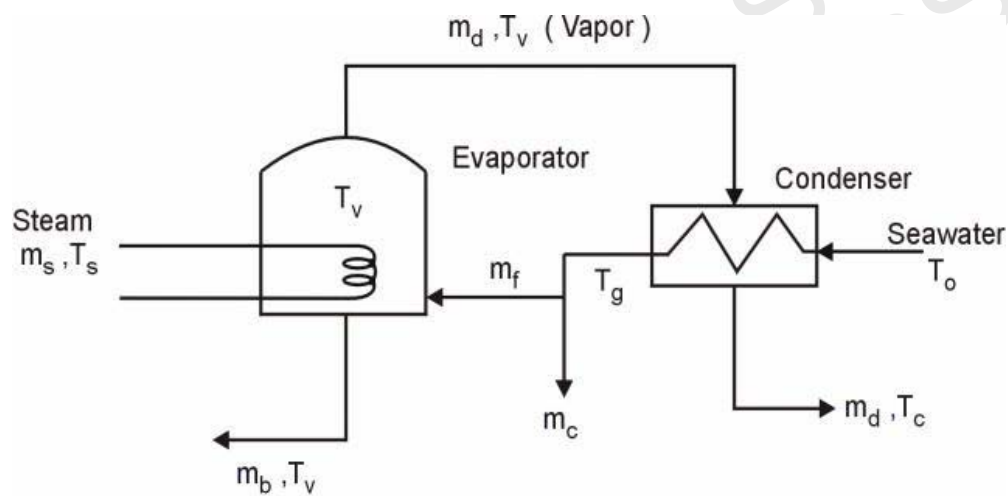 m_d ,T_v ( Vapor )
Evaporator
Condenser
T_v
Steam
m_s ,T_s
Seawater
T_o
m_f
T_g
m_c
m_d ,T_c
m_b ,T_v